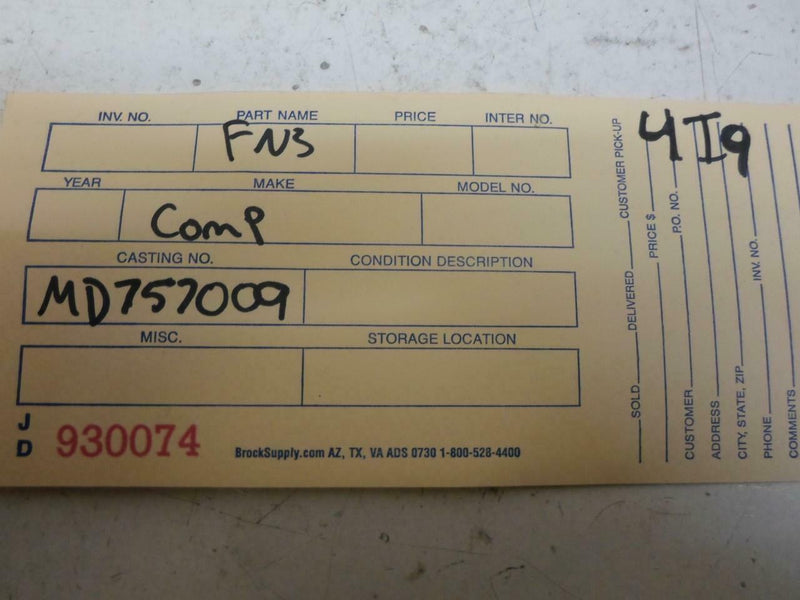 INV. NO. PART NAME PRICE INTER NO.
FN3
YEAR MAKE MODEL NO.
Comp
CASTING NO. CONDITION DESCRIPTION
MD757009
MISC. STORAGE LOCATION
J
D 930074 BrockSupply.com AZ, TX, VA ADS 0730 1-800-528-4400
4I9
SOLD DELIVERED CUSTOMER PICK-UP
PRICE $
CUSTOMER P.O. NO.
ADDRESS
CITY, STATE, ZIP
PHONE INV. NO.
COMMENTS